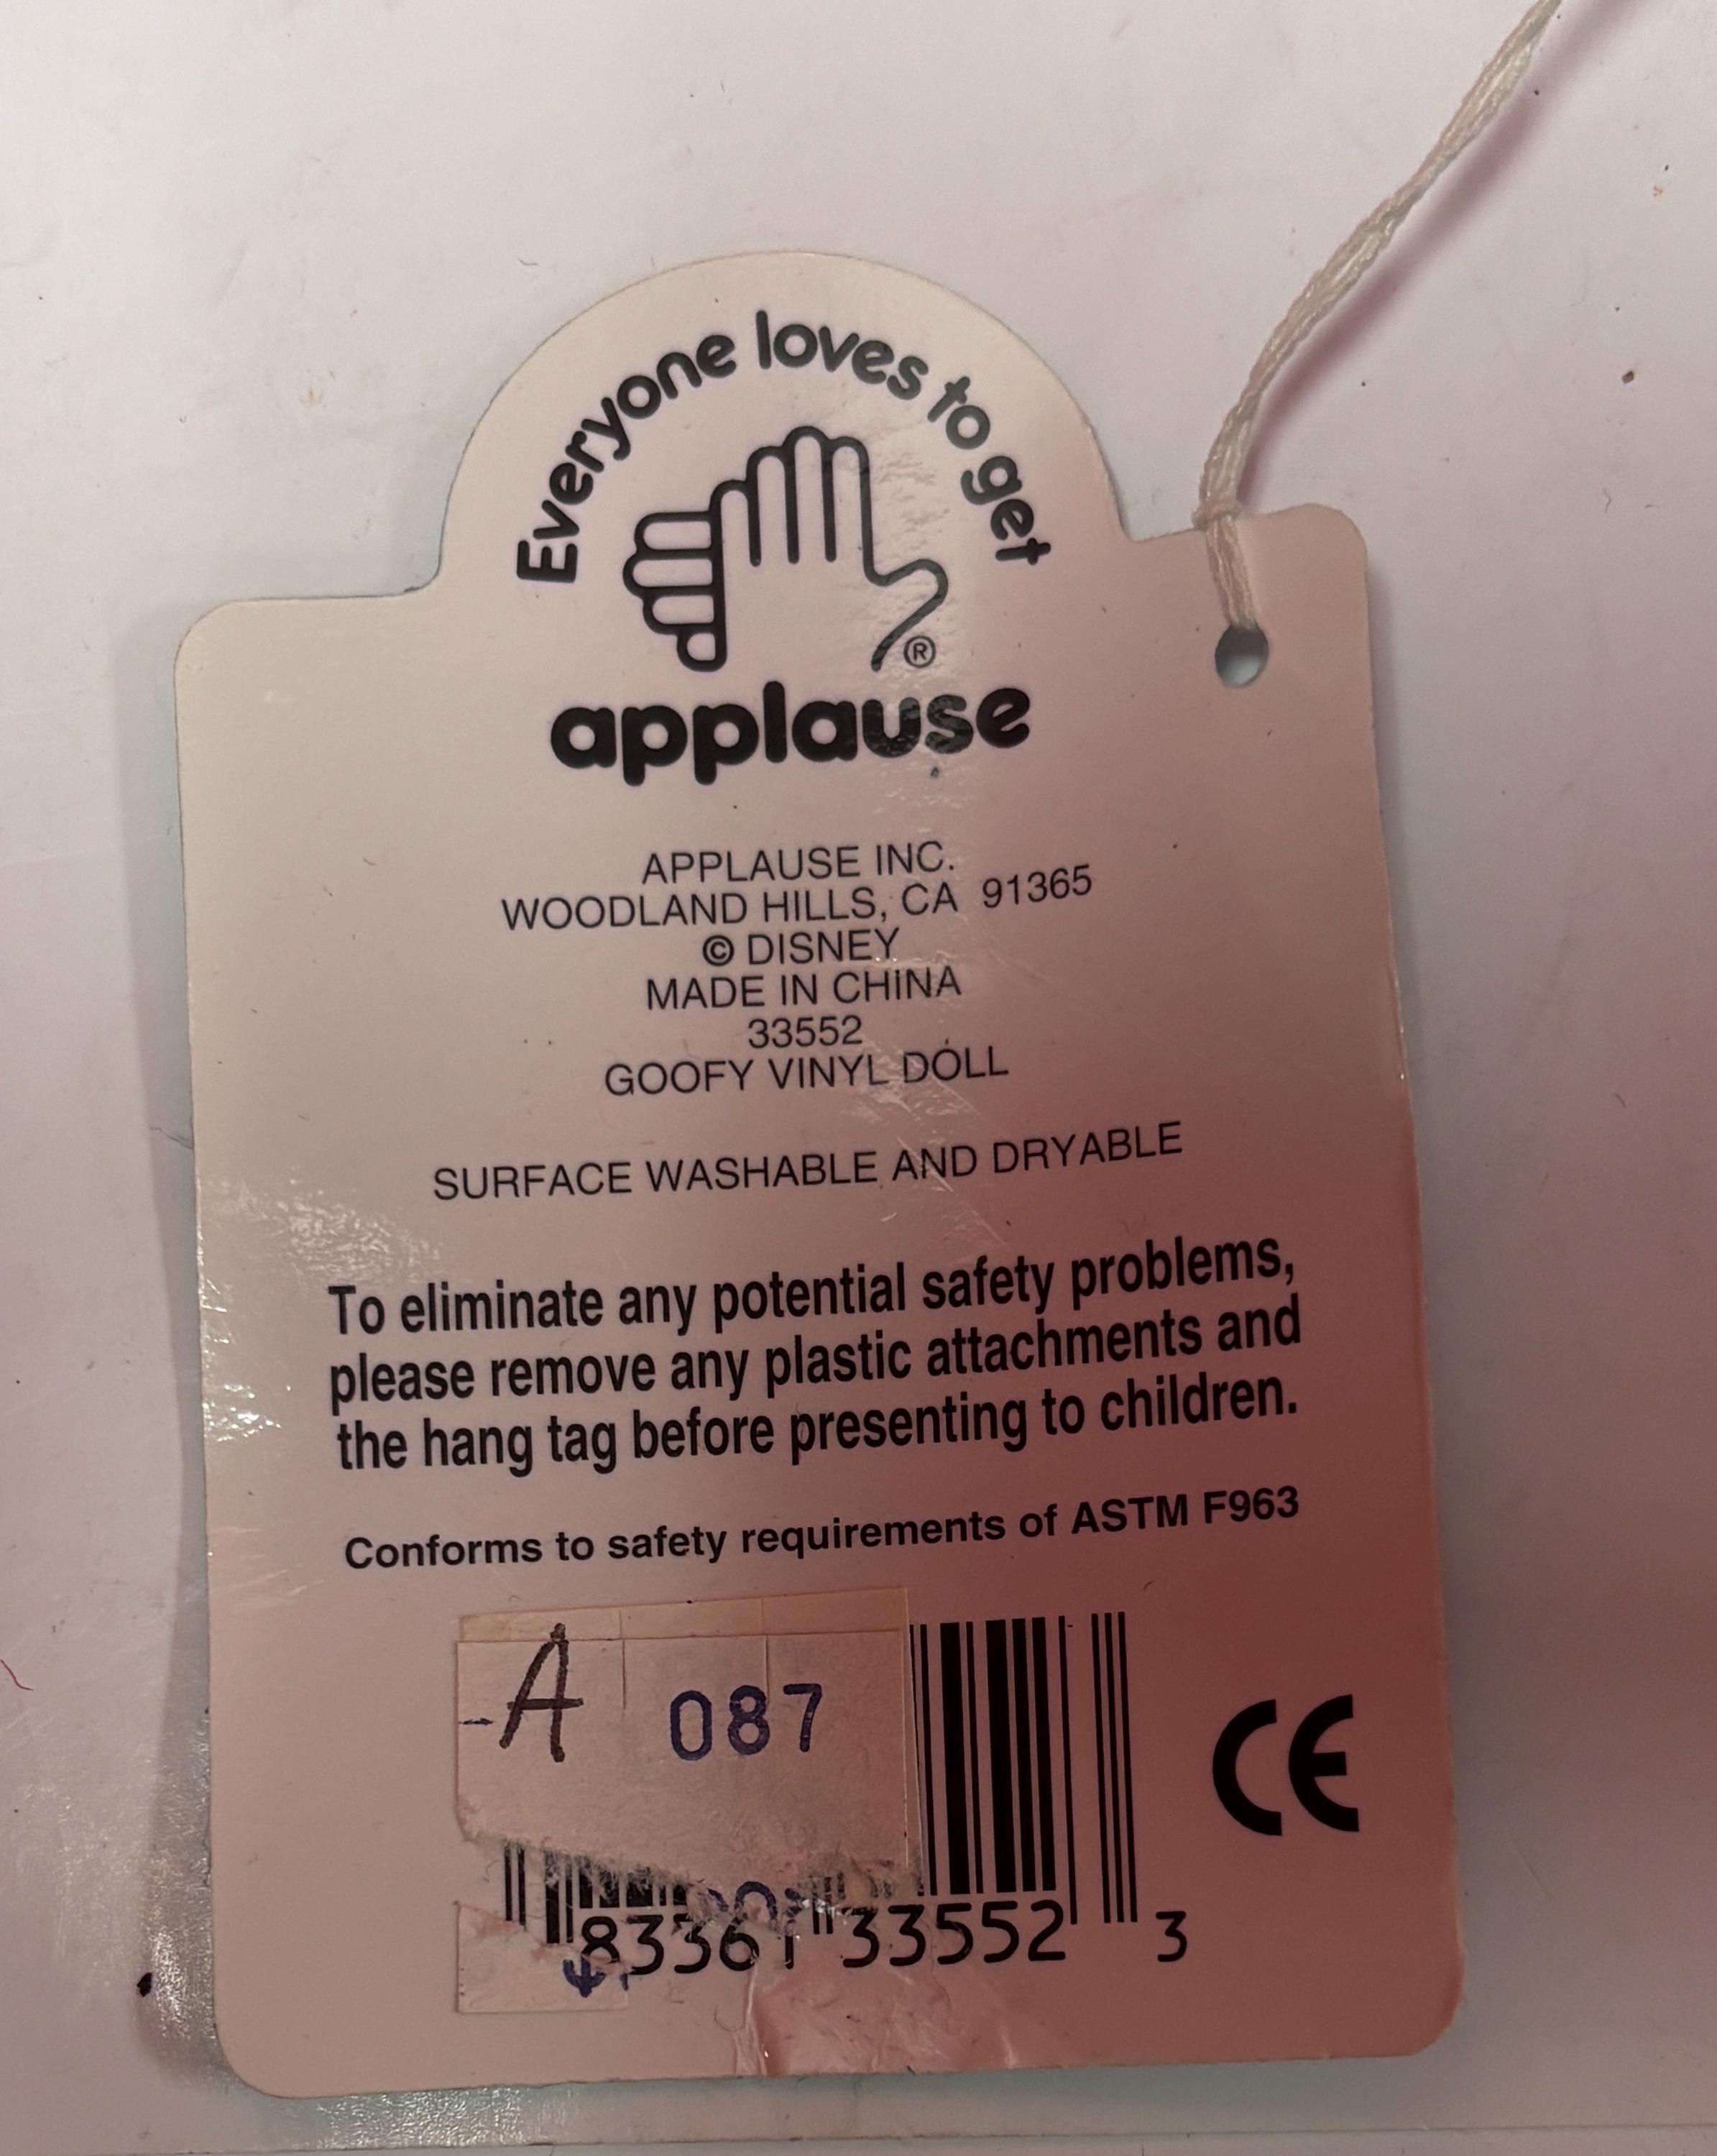 Everyone loves to get
®
applause
APPLAUSE INC.
WOODLAND HILLS, CA 91365
© DISNEY
MADE IN CHINA
33552
GOOFY VINYL DOLL
SURFACE WASHABLE AND DRYABLE
To eliminate any potential safety problems,
please remove any plastic attachments and
the hang tag before presenting to children.
Conforms to safety requirements of ASTM F963
A 087
CE
83361 33552 3